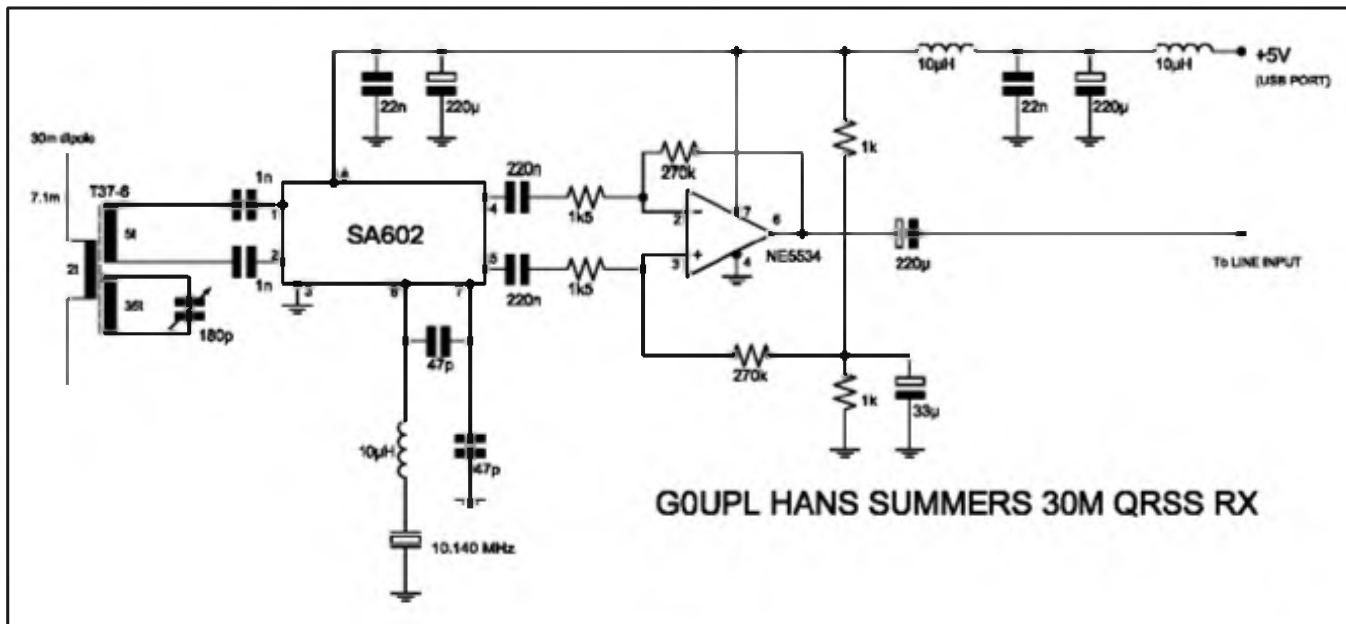 +5V
(USB PORT)
10µH
10µH
22n
220µ
22n
220µ
1k
30m dipole
7.1m
T37-6
5t
2t
36t
180p
1n
1n
1
2
3
8
4
5
6
7
SA602
220n
220n
1k5
1k5
270k
2
3
7
6
4
NE5534
220µ
To LINE INPUT
270k
1k
33µ
47p
47p
10µH
10.140 MHz
G0UPL HANS SUMMERS 30M QRSS RX